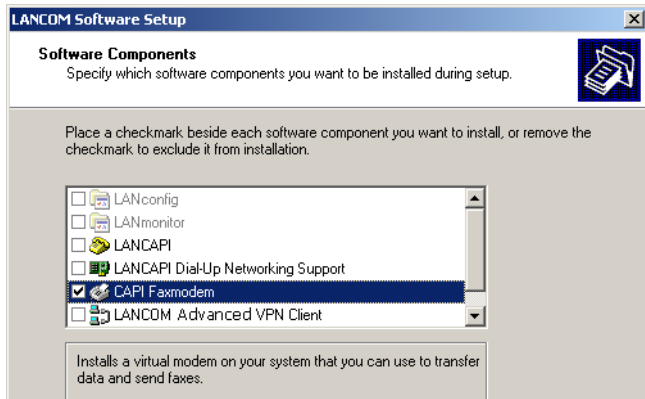 LANCOM Software Setup
Software Components
Specify which software components you want to be installed during setup.
Place a checkmark beside each software component you want to install, or remove the
checkmark to exclude it from installation.
LANconfig
LANmonitor
LANCAPI
LANCAPI Dial-Up Networking Support
CAPI Faxmodem
LANCOM Advanced VPN Client
Installs a virtual modem on your system that you can use to transfer
data and send faxes.